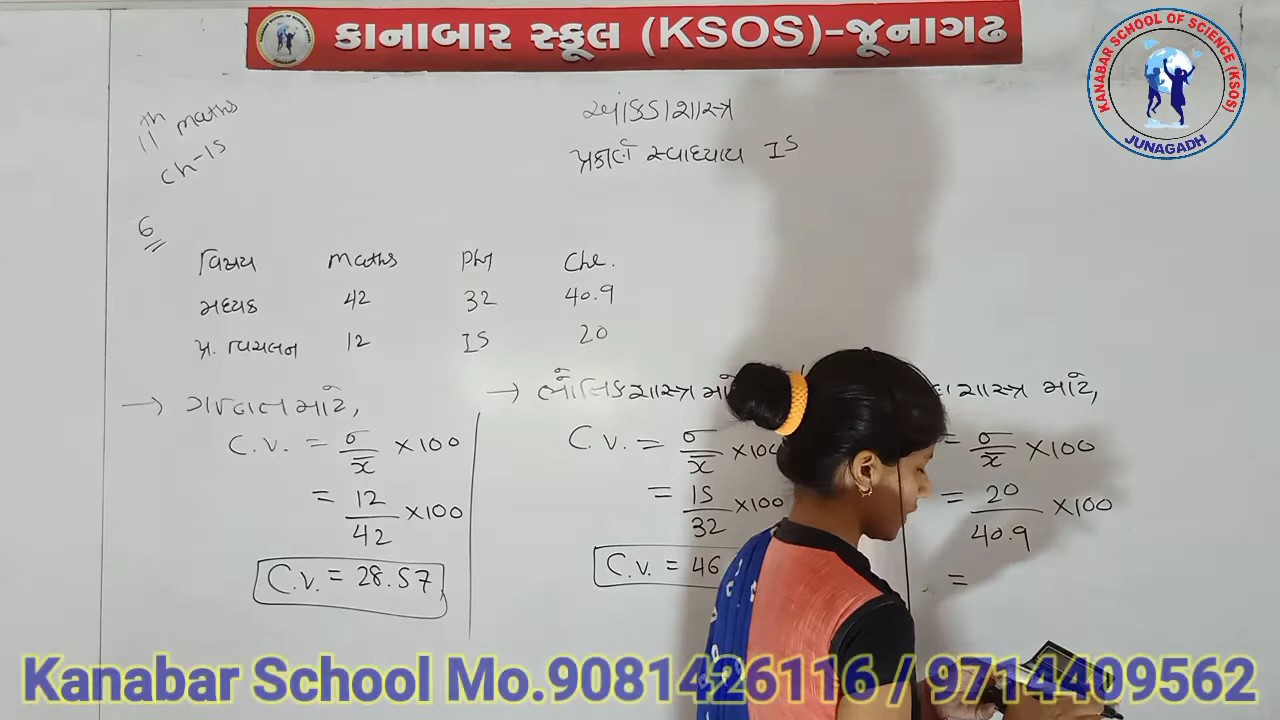 કાનાબાર સ્કૂલ (KSOS)-જૂનાગઢ
KANABAR SCHOOL OF SCIENCE (KSOS)
JUNAGADH
11th maths
ch-15
આંકડાશાસ્ત્ર
પ્રકીર્ણ સ્વાધ્યાય 15
6
વિષય maths Phy Che.
મધ્યક 42 32 40.9
પ્ર. વિચલન 12 15 20
→ ગણિત માટે,
C.V. = σ/x̅ ×100
= 12/42 ×100
C.V. = 28.57
→ ભૌતિકશાસ્ત્ર
C.V. = σ/x̅ ×100
= 15/32 ×100
C.V. = 46
શાસ્ત્ર માટે,
= σ/x̅ ×100
= 20/40.9 ×100
=
Kanabar School Mo.9081426116 / 9714409562